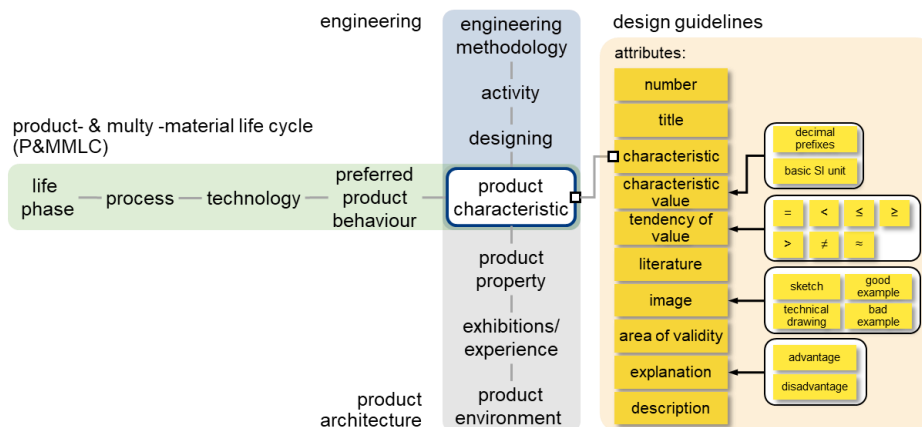 engineering
engineering
methodology
activity
designing
product- & multy -material life cycle
(P&MMLC)
life
phase
process
technology
preferred
product
behaviour
product
characteristic
product
property
exhibitions/
experience
product
architecture
product
environment
design guidelines
attributes:
number
title
characteristic
characteristic
value
tendency of
value
literature
image
area of validity
explanation
description
decimal
prefixes
basic SI unit
= < ≤ ≥
> ≠ ≈
sketch
good
example
technical
drawing
bad
example
advantage
disadvantage